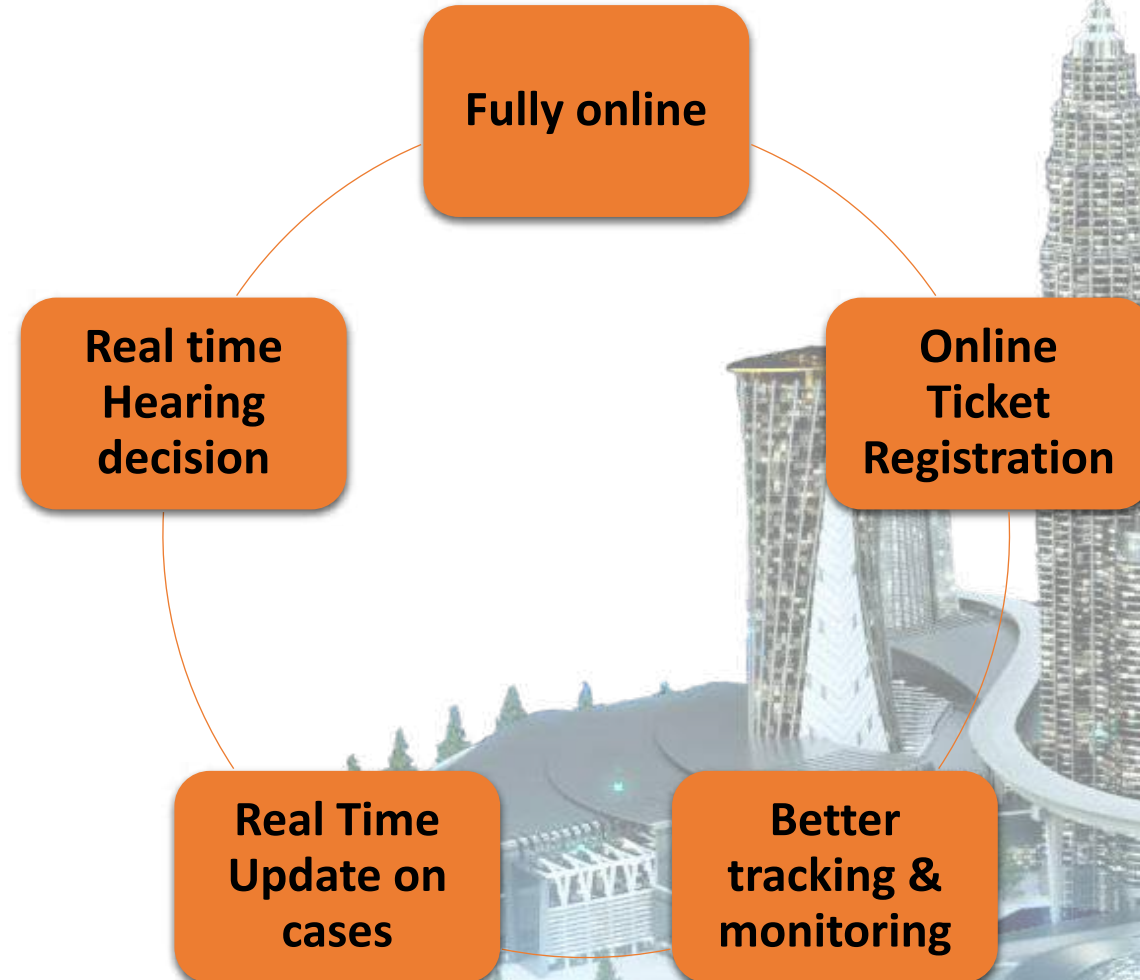 Fully online
Online
Ticket
Registration
Better
tracking &
monitoring
Real Time
Update on
cases
Real time
Hearing
decision